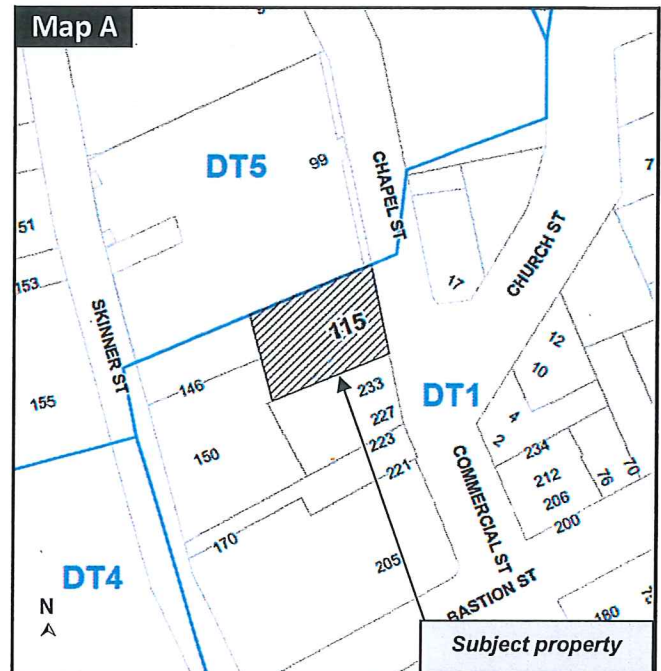 Map A
DT5
99
CHAPEL ST
7
51
CHURCH ST
17
153
SKINNER ST
115
12
146
233
10
DT1
155
227
4
150
223
2
221
234
COMMERCIAL ST
212
76
70
206
170
200
205
DT4
BASTION ST
N
180
Subject property